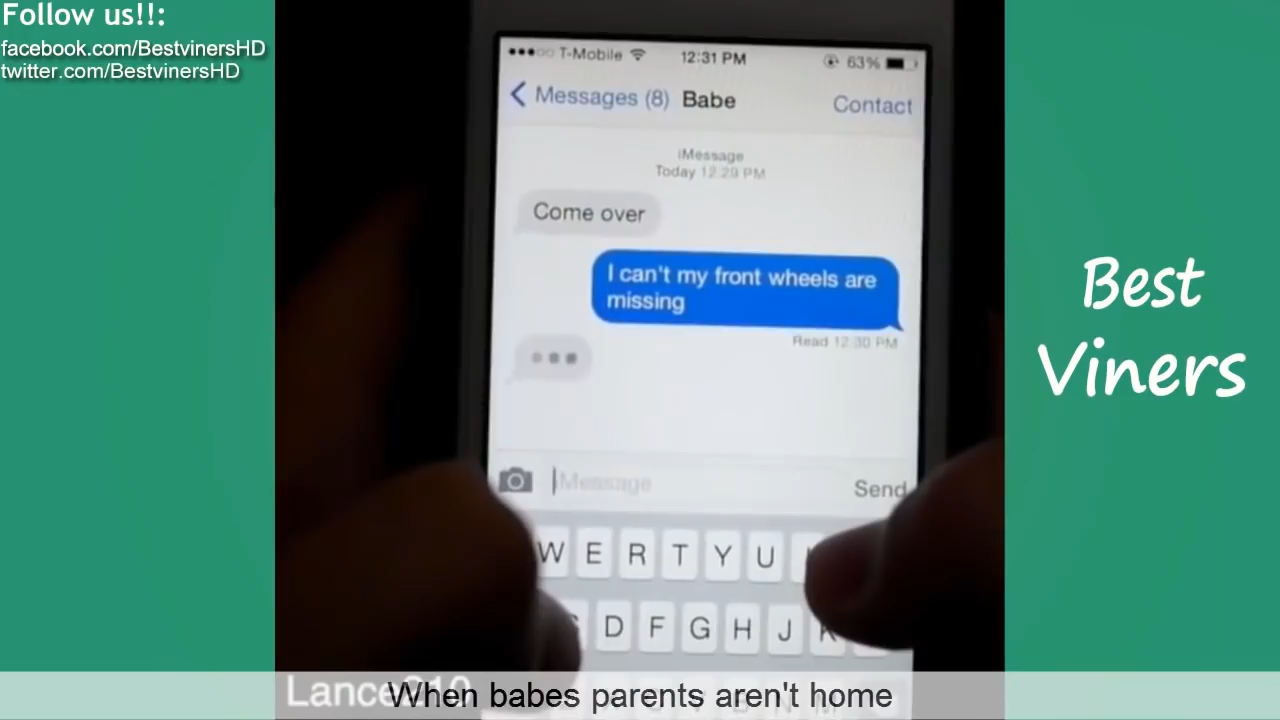 Follow us!!:
facebook.com/BestvinersHD
twitter.com/BestvinersHD
T-Mobile 12:31 PM 63%
Messages (8) Babe Contact
iMessage
Today 12:29 PM
Come over
I can't my front wheels are
missing
Read 12:30 PM
iMessage Send
W E R T Y U
D F G H J K
Best
Viners
Lance210
When babes parents aren't home